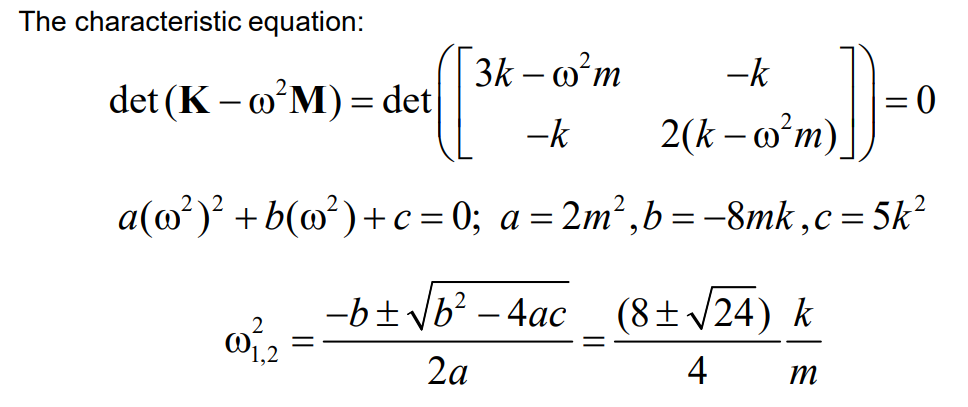 The characteristic equation:
det(K − ω²M) = det([3k − ω²m −k
−k 2(k − ω²m)]) = 0
a(ω²)² + b(ω²) + c = 0; a = 2m², b = −8mk, c = 5k²
ω²₁,₂ = (−b ± √(b² − 4ac))/(2a) = ((8 ± √24)/4) (k/m)